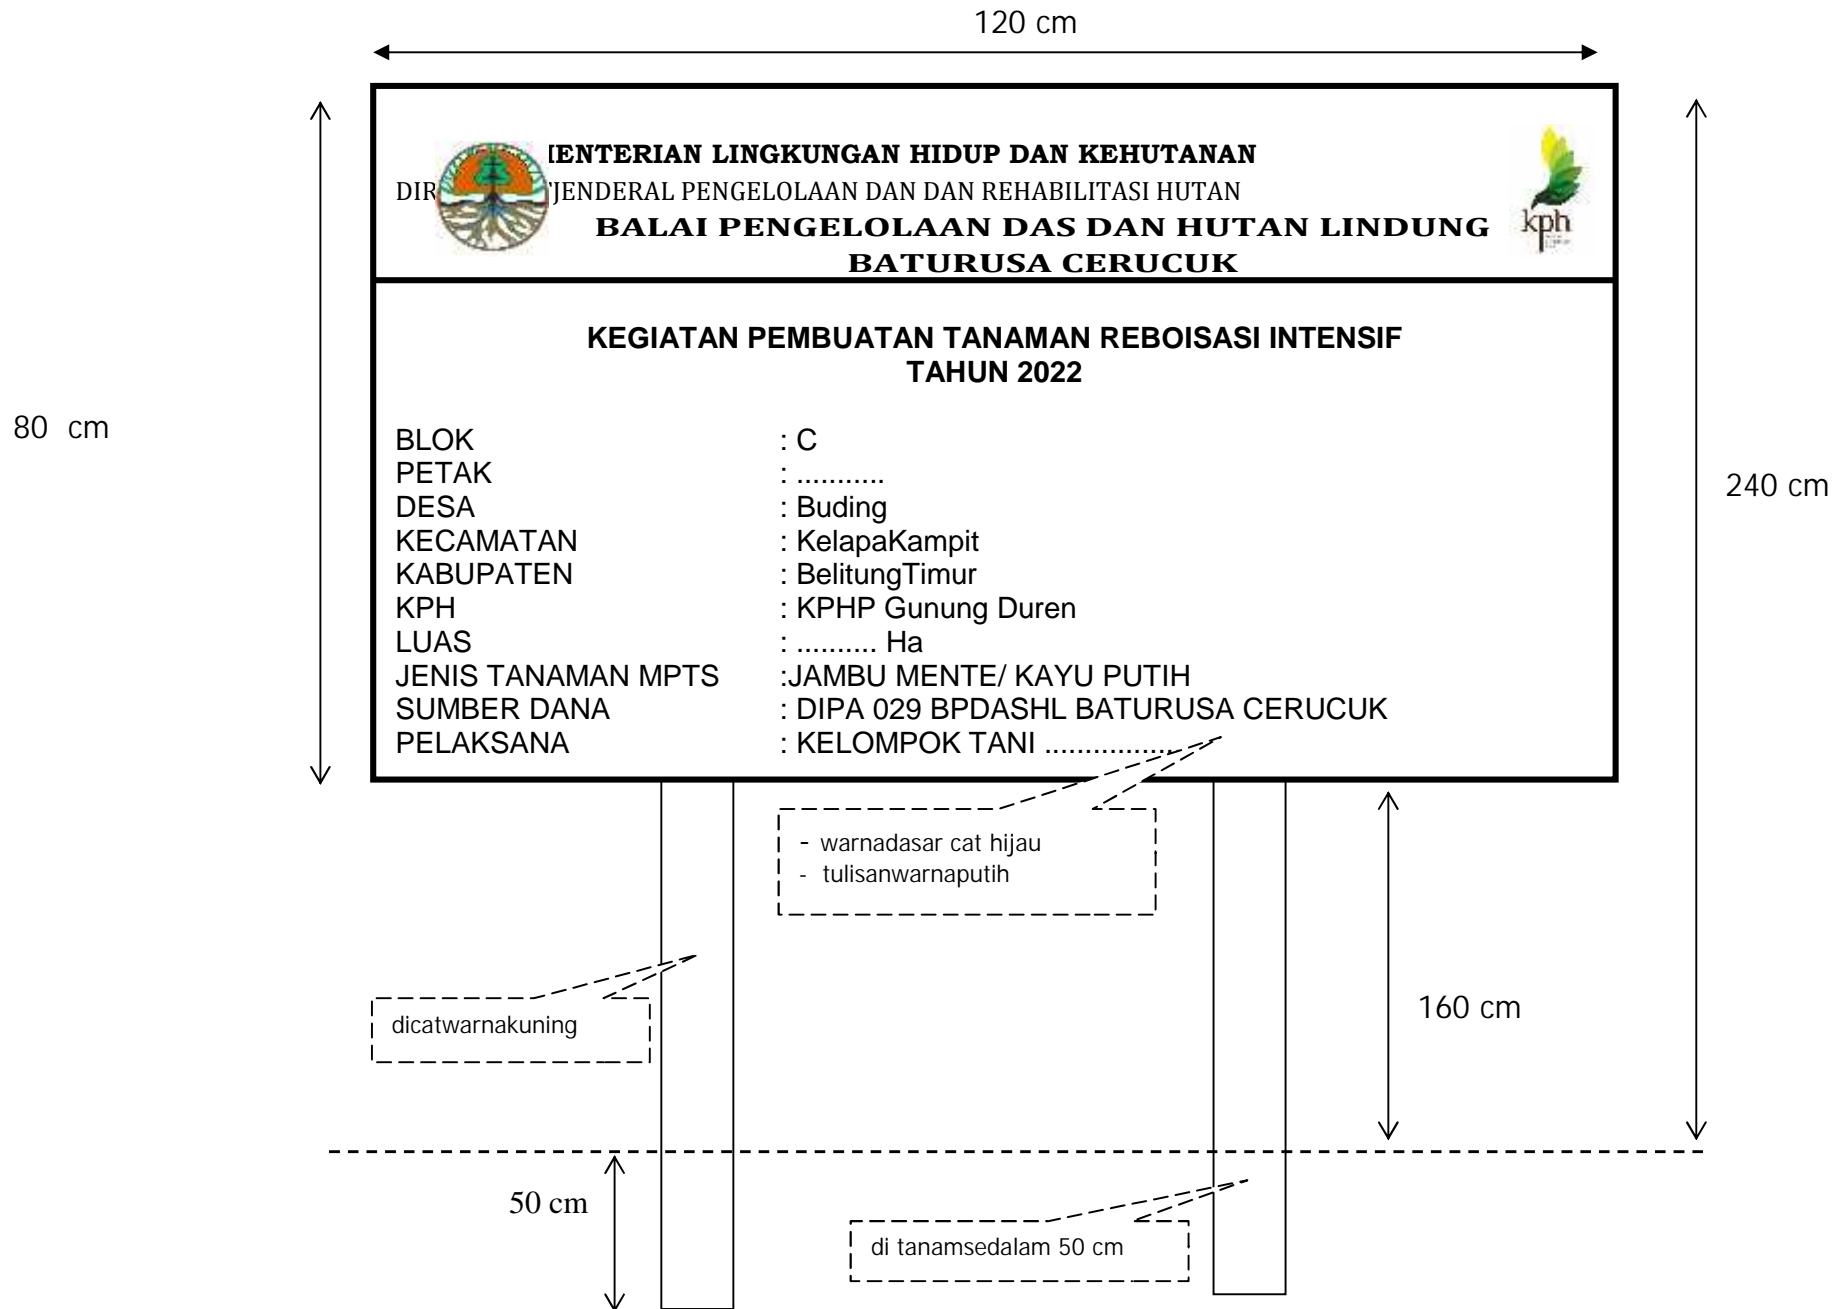 120 cm
IENTERIAN LINGKUNGAN HIDUP DAN KEHUTANAN
DIR JENDERAL PENGELOLAAN DAN DAN REHABILITASI HUTAN
BALAI PENGELOLAAN DAS DAN HUTAN LINDUNG
BATURUSA CERUCUK
kph
KEGIATAN PEMBUATAN TANAMAN REBOISASI INTENSIF
TAHUN 2022
80 cm
BLOK : C
PETAK : ...........
DESA : Buding
KECAMATAN : KelapaKampit
KABUPATEN : BelitungTimur
KPH : KPHP Gunung Duren
LUAS : .......... Ha
JENIS TANAMAN MPTS :JAMBU MENTE/ KAYU PUTIH
SUMBER DANA : DIPA 029 BPDASHL BATURUSA CERUCUK
PELAKSANA : KELOMPOK TANI ................
240 cm
- warnadasar cat hijau
- tulisanwarnaputih
dicatwarnakuning
160 cm
50 cm
di tanamsedalam 50 cm